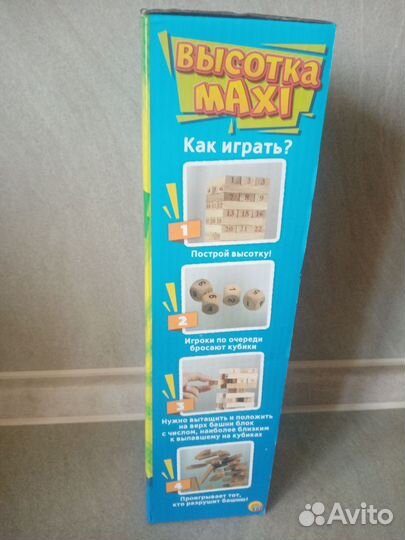 ВЫСОТКА
MAXI
Как играть?
1
Построй высотку!
2
Игроки по очереди
бросают кубики
3
Нужно вытащить и положить
на верх башни блок
с числом, наиболее близким
к выпавшему на кубиках
4
Проигрывает тот,
кто разрушит башню!
Avito